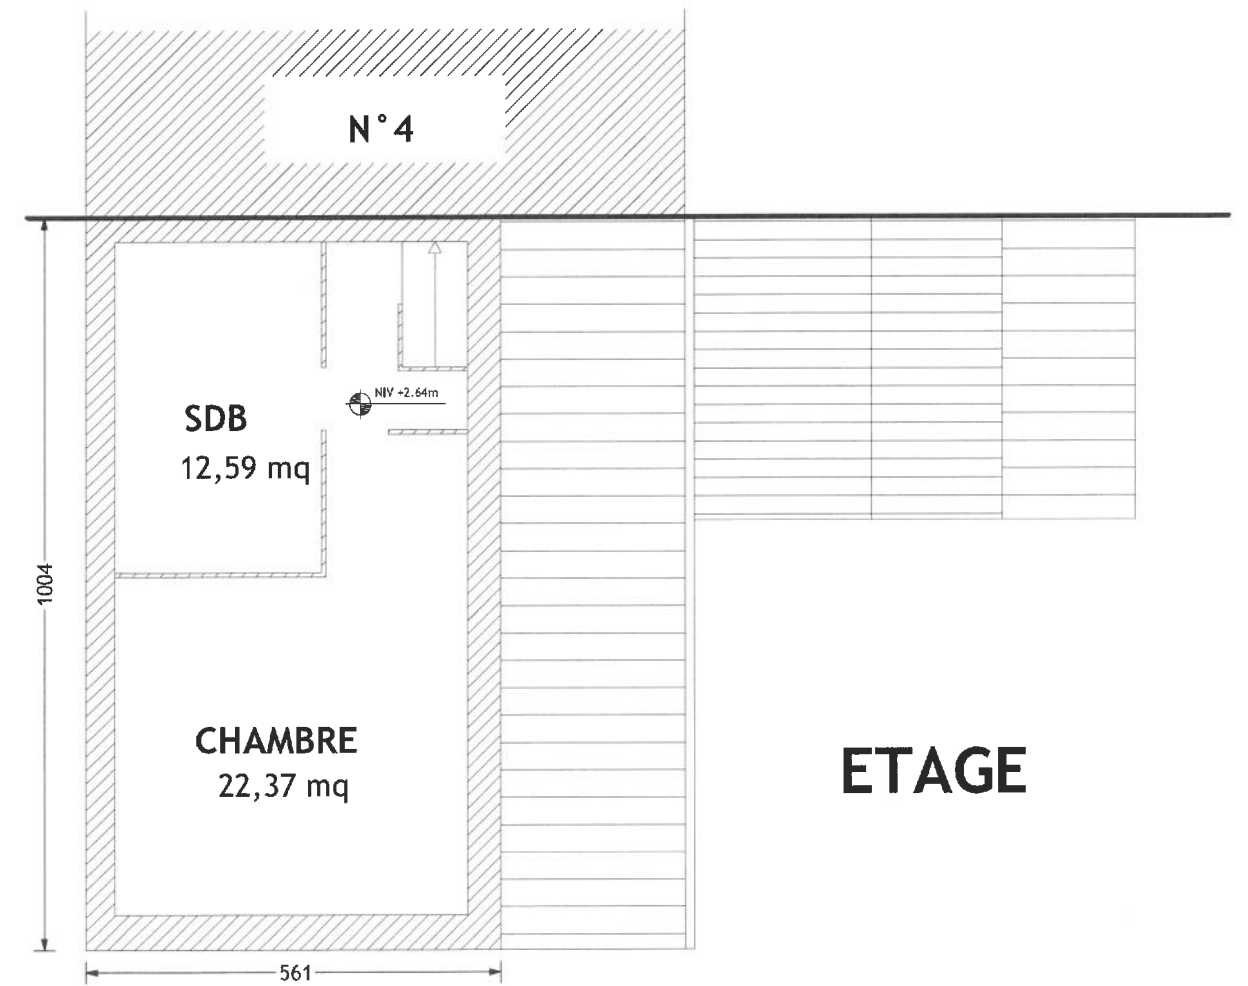 N°4
NIV +2.64m
SDB
12,59 mq
1004
CHAMBRE
22,37 mq
ETAGE
561